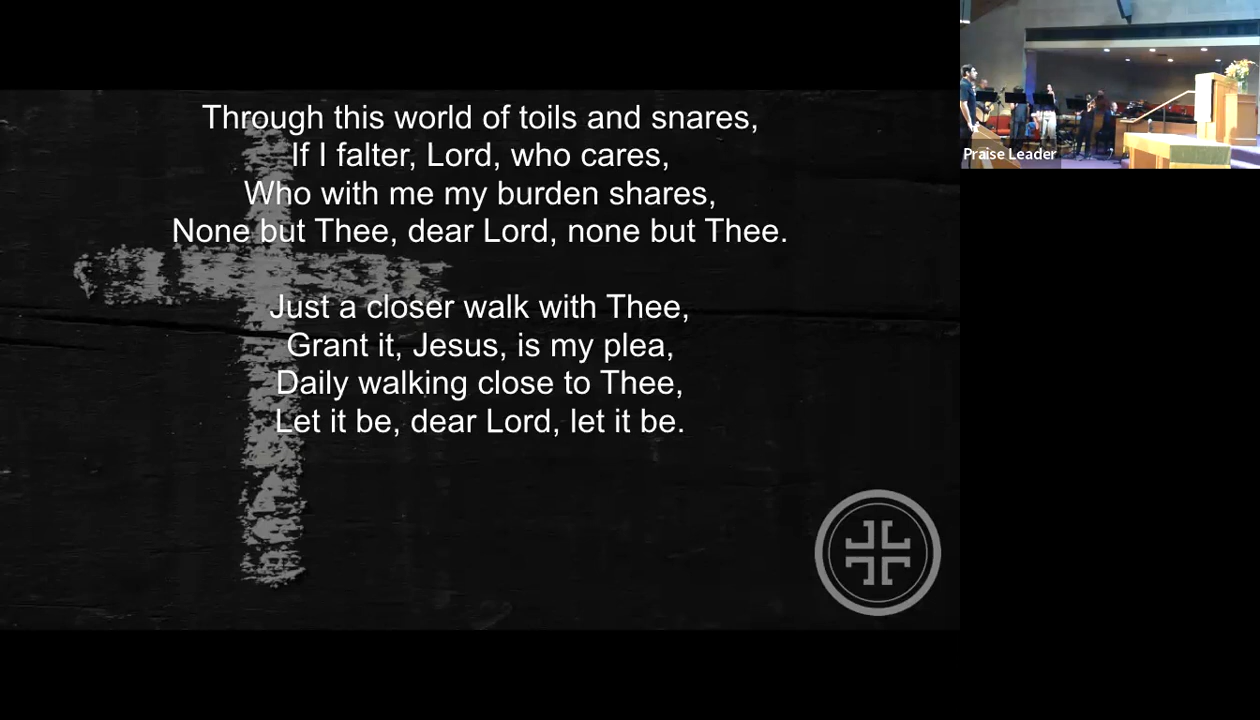 Through this world of toils and snares,
If I falter, Lord, who cares,
Who with me my burden shares,
None but Thee, dear Lord, none but Thee.
Just a closer walk with Thee,
Grant it, Jesus, is my plea,
Daily walking close to Thee,
Let it be, dear Lord, let it be.
Praise Leader